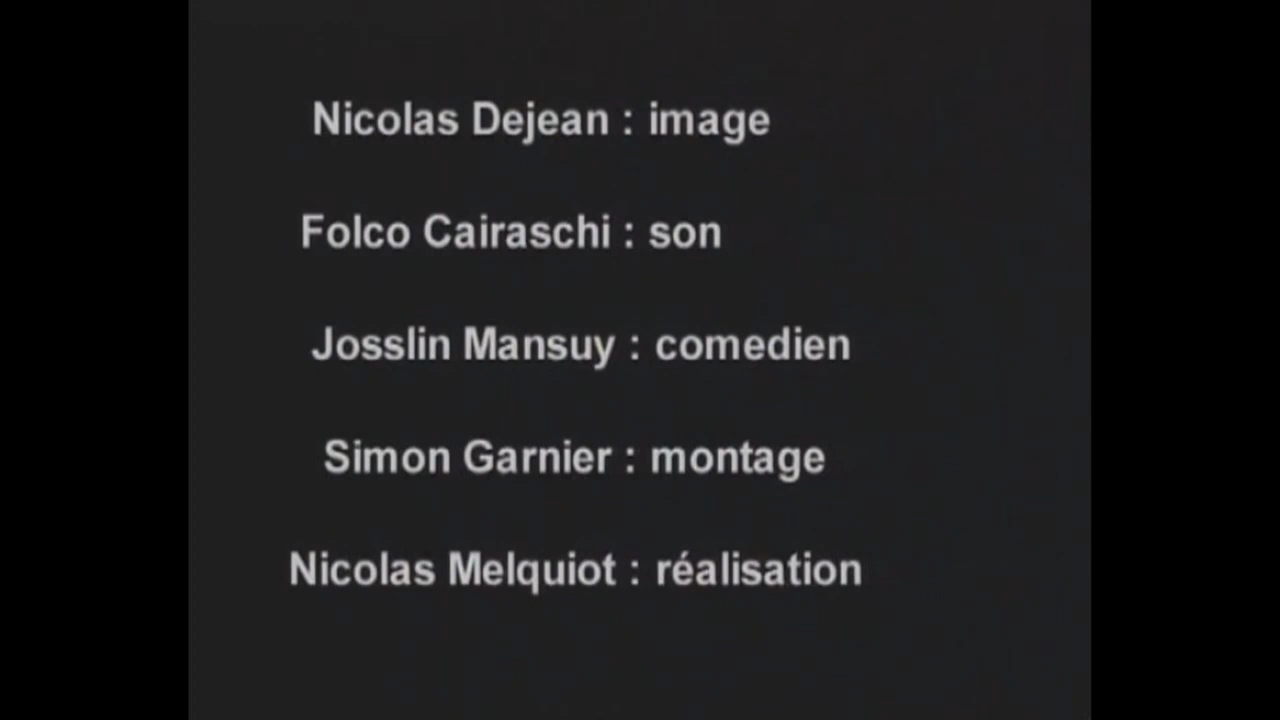 Nicolas Dejean : image
Folco Cairaschi : son
Josslin Mansuy : comedien
Simon Garnier : montage
Nicolas Melquiot : réalisation